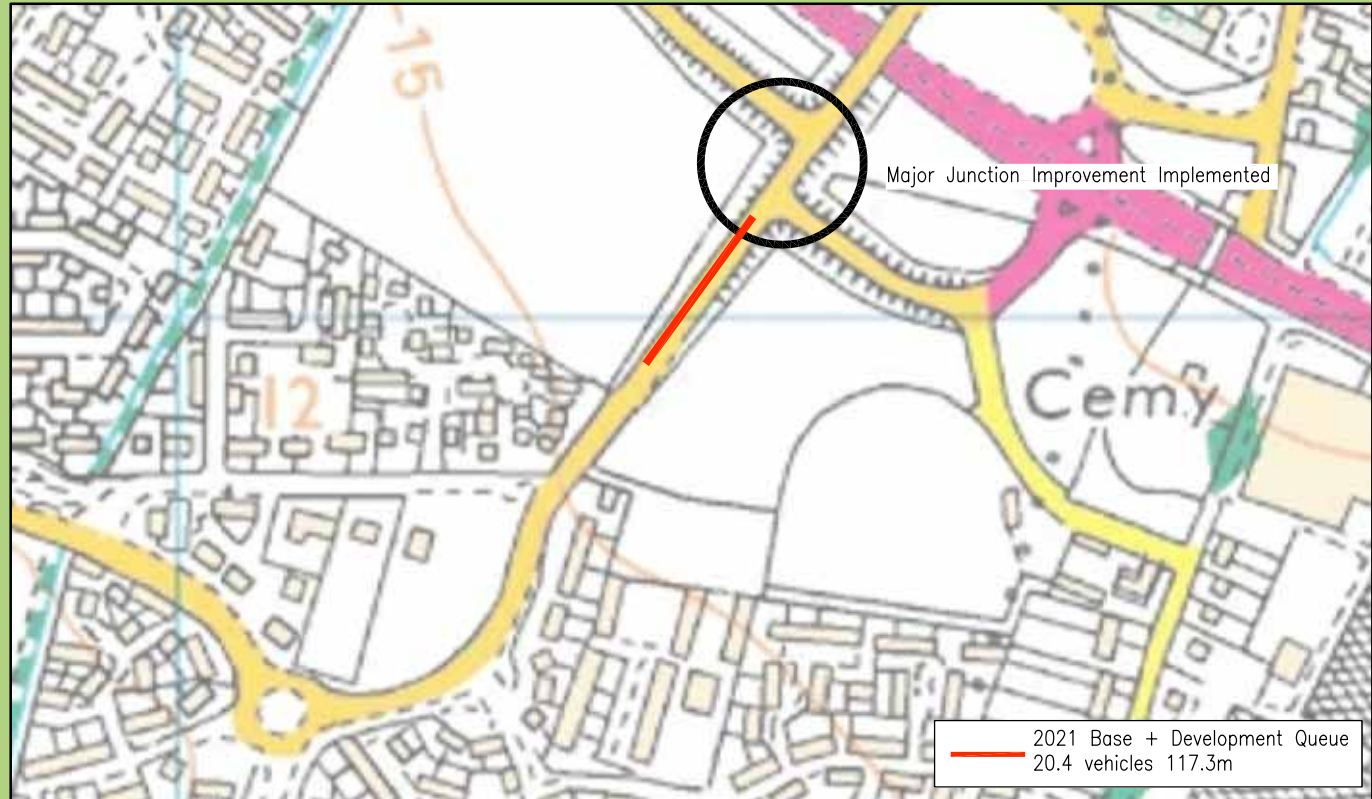 15
Major Junction Improvement Implemented
Cemy
12
2021 Base + Development Queue
20.4 vehicles 117.3m